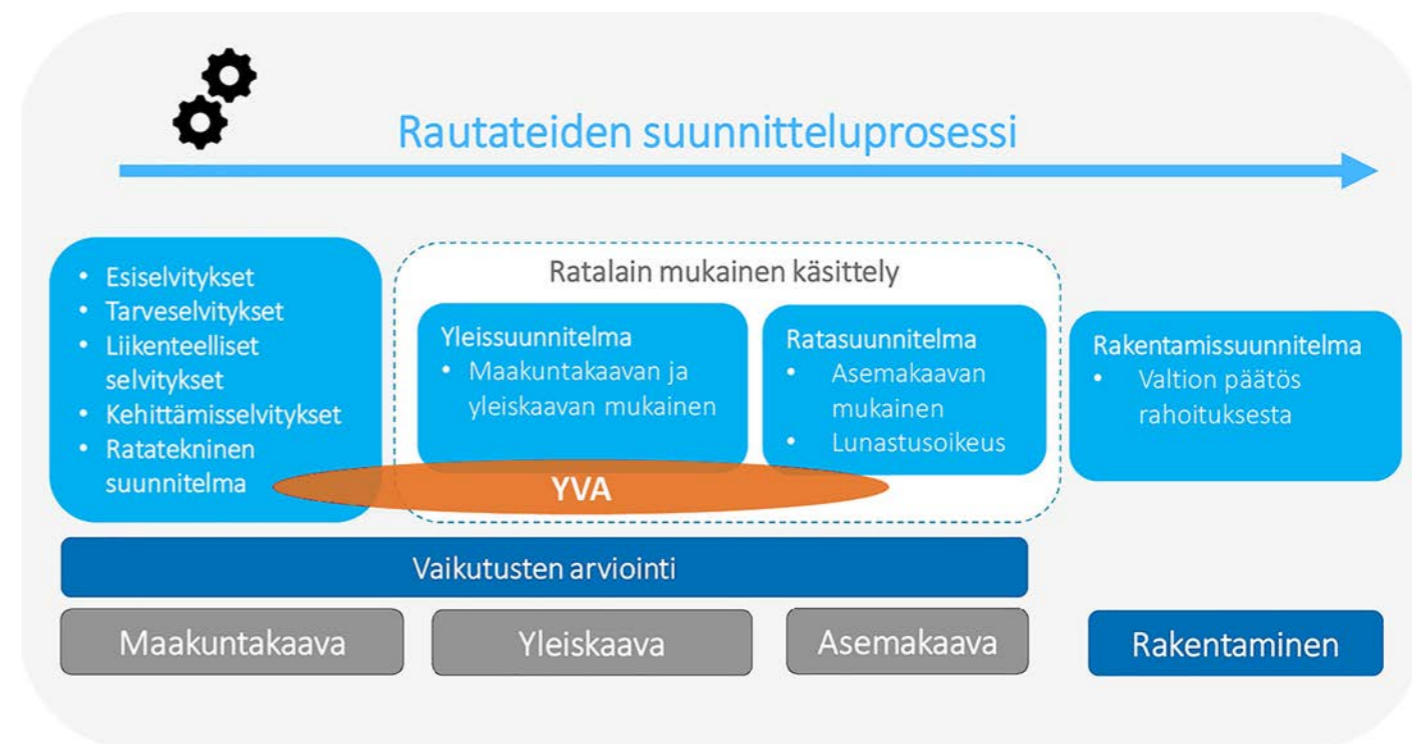 Rautateiden suunnitteluprosessi
• Esiselvitykset
• Tarveselvitykset
• Liikenteelliset
selvitykset
• Kehittämisselvitykset
• Ratatekninen
suunnitelma
Ratalain mukainen käsittely
Yleissuunnitelma
• Maakuntakaavan ja
yleiskaavan mukainen
Ratasuunnitelma
• Asemakaavan
mukainen
• Lunastusoikeus
Rakentamissuunnitelma
• Valtion päätös
rahoituksesta
YVA
Vaikutusten arviointi
Maakuntakaava
Yleiskaava
Asemakaava
Rakentaminen